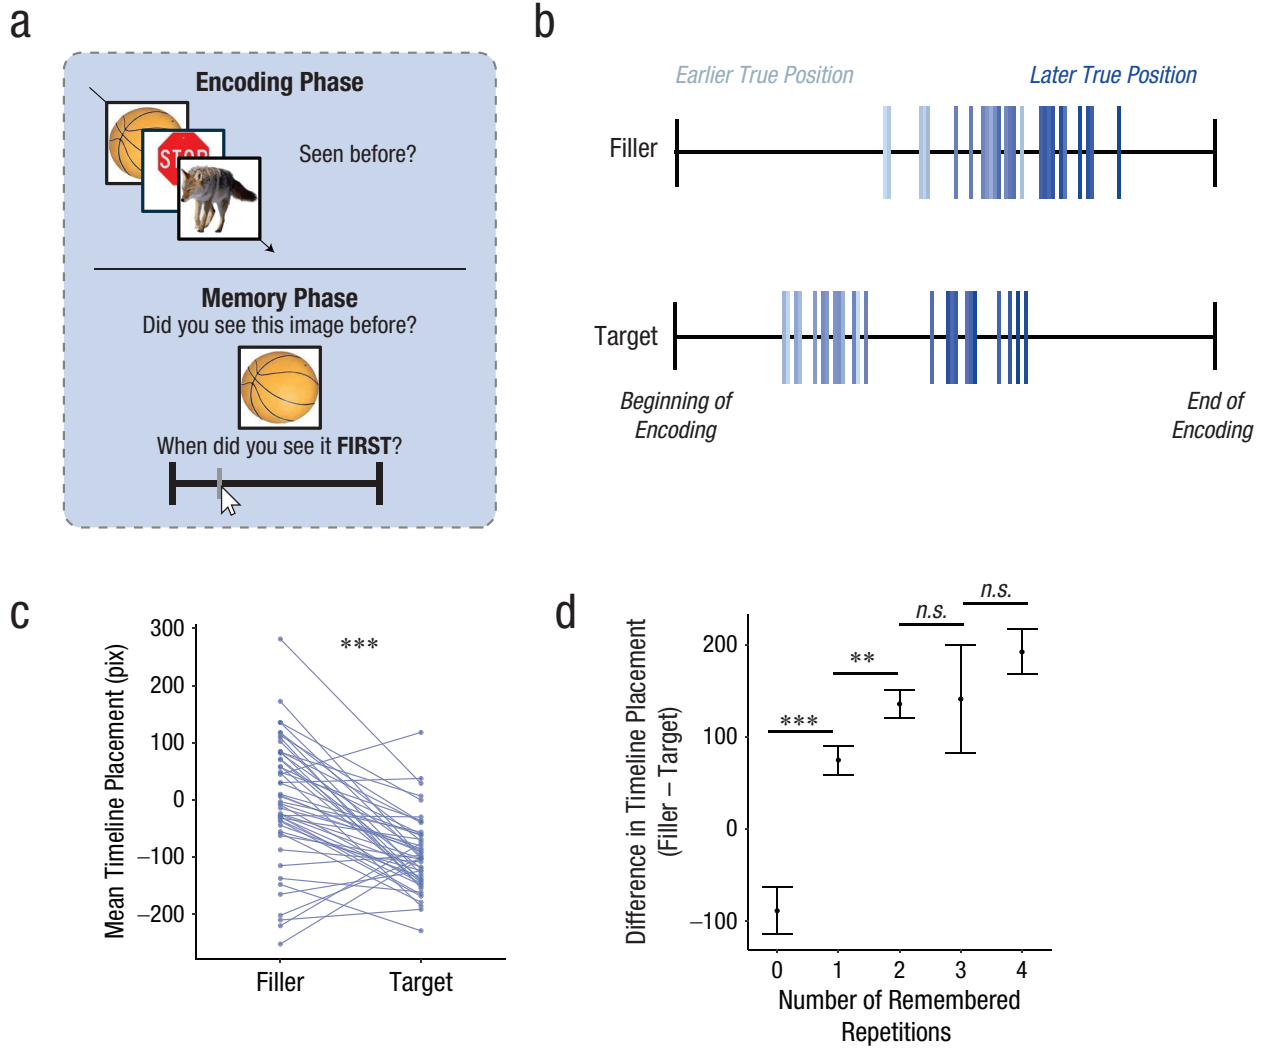 a
Encoding Phase
STOP
Seen before?
Memory Phase
Did you see this image before?
When did you see it FIRST?
b
Earlier True Position
Later True Position
Filler
Target
Beginning of
Encoding
End of
Encoding
c
Mean Timeline Placement (pix)
300
200
100
0
−100
−200
***
Filler
Target
d
Difference in Timeline Placement
(Filler – Target)
200
100
0
−100
***
**
n.s.
n.s.
0 1 2 3 4
Number of Remembered
Repetitions